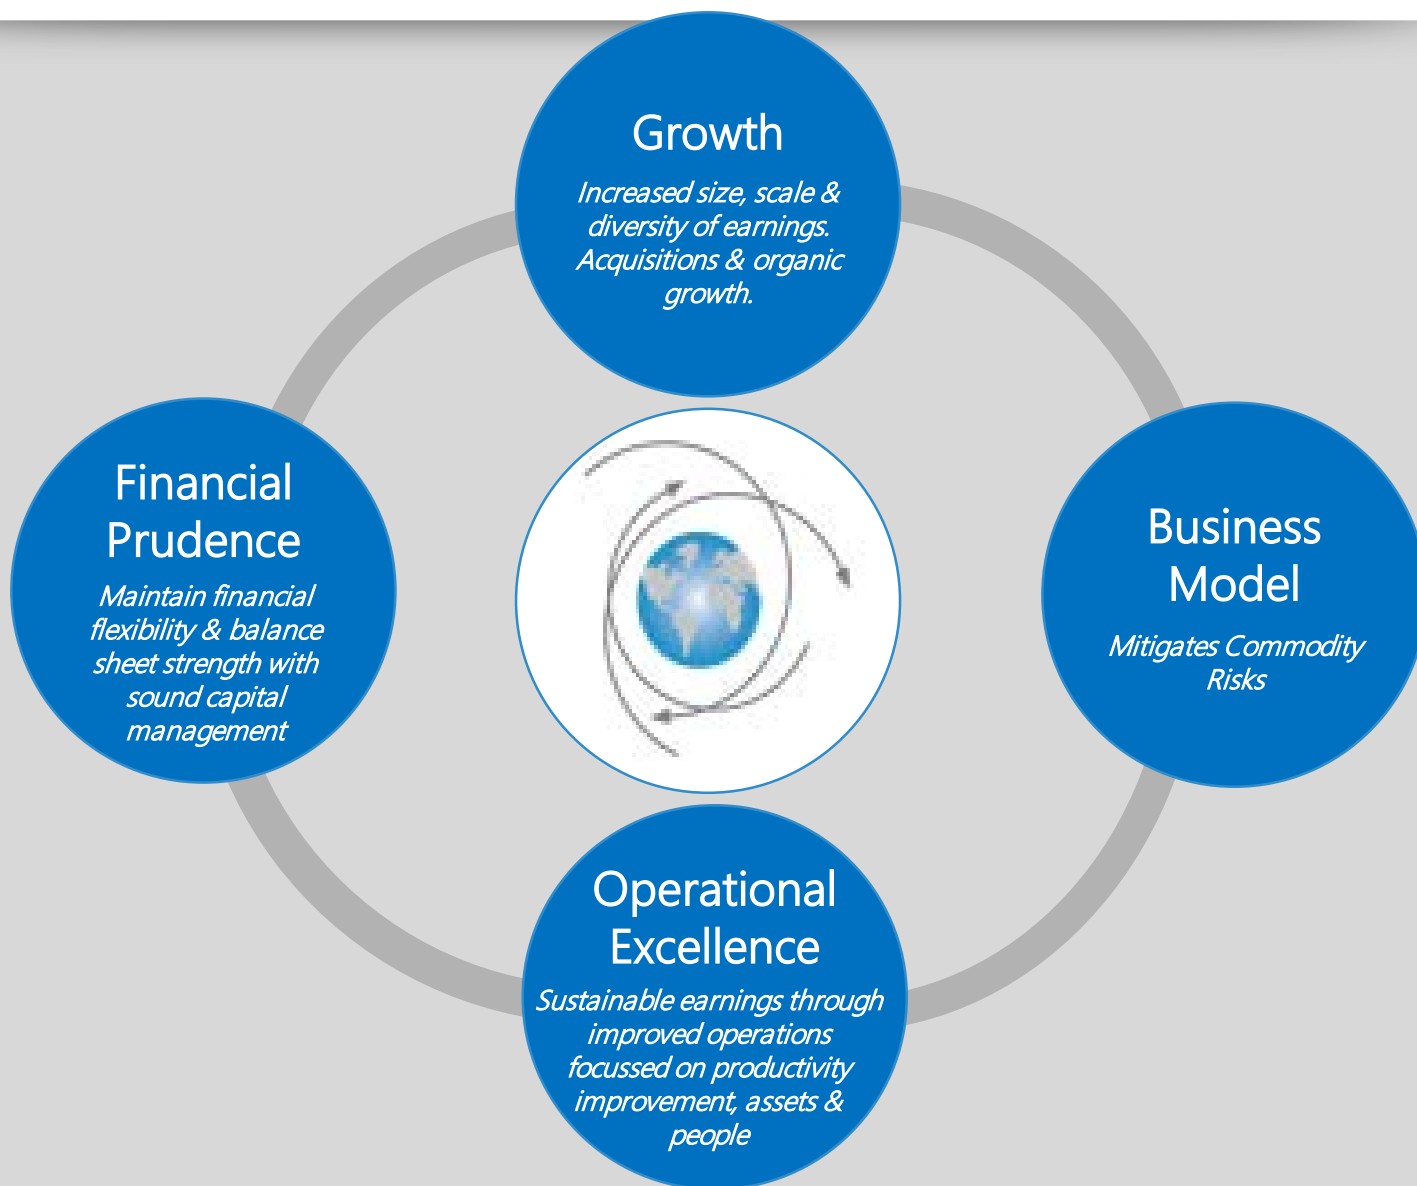 Growth
Increased size, scale &
diversity of earnings.
Acquisitions & organic
growth.
Financial
Prudence
Maintain financial
flexibility & balance
sheet strength with
sound capital
management
Business
Model
Mitigates Commodity
Risks
Operational
Excellence
Sustainable earnings through
improved operations
focussed on productivity
improvement, assets &
people